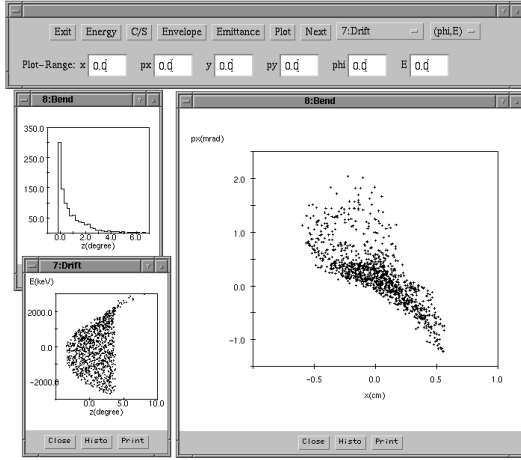 Exit Energy C/S Envelope Emittance Plot Next 7:Drift (phi,E)
Plot-Range: x 0.0 px 0.0 y 0.0 py 0.0 phi 0.0 E 0.0
8:Bend
350.0
250.0
150.0
50.0
0.0 2.0 4.0 6.0
z(degree)
7:Drift
E(keV)
2000.0
0.0
-2000.0
0.0 5.0 10.0
z(degree)
Close Histo Print
8:Bend
px(mrad)
2.0
1.0
0.0
-1.0
-0.5 0.0 0.5 1.0
x(cm)
Close Histo Print